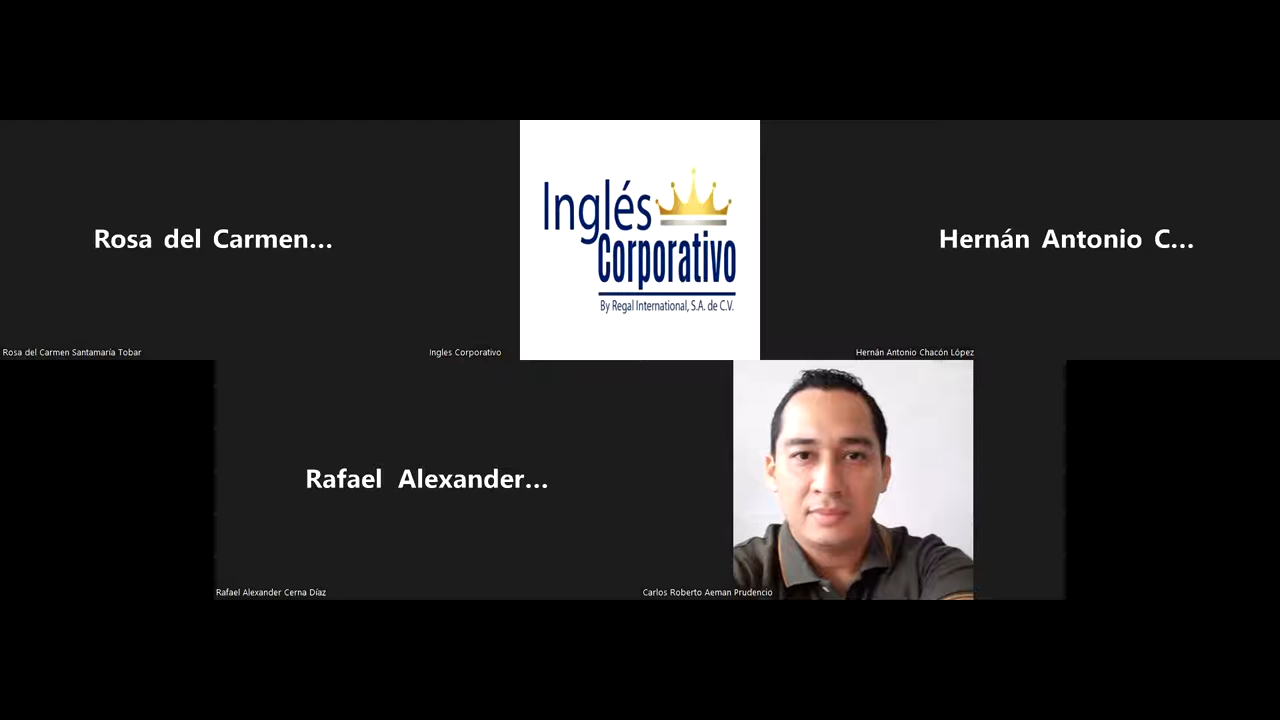 Rosa del Carmen...
Inglés
Corporativo
By Regal International, S.A. de C.V.
Hernán Antonio C...
Rosa del Carmen Santamaría Tobar
Ingles Corporativo
Hernán Antonio Chacón López
Rafael Alexander...
Rafael Alexander Cerna Díaz
Carlos Roberto Aeman Prudencio